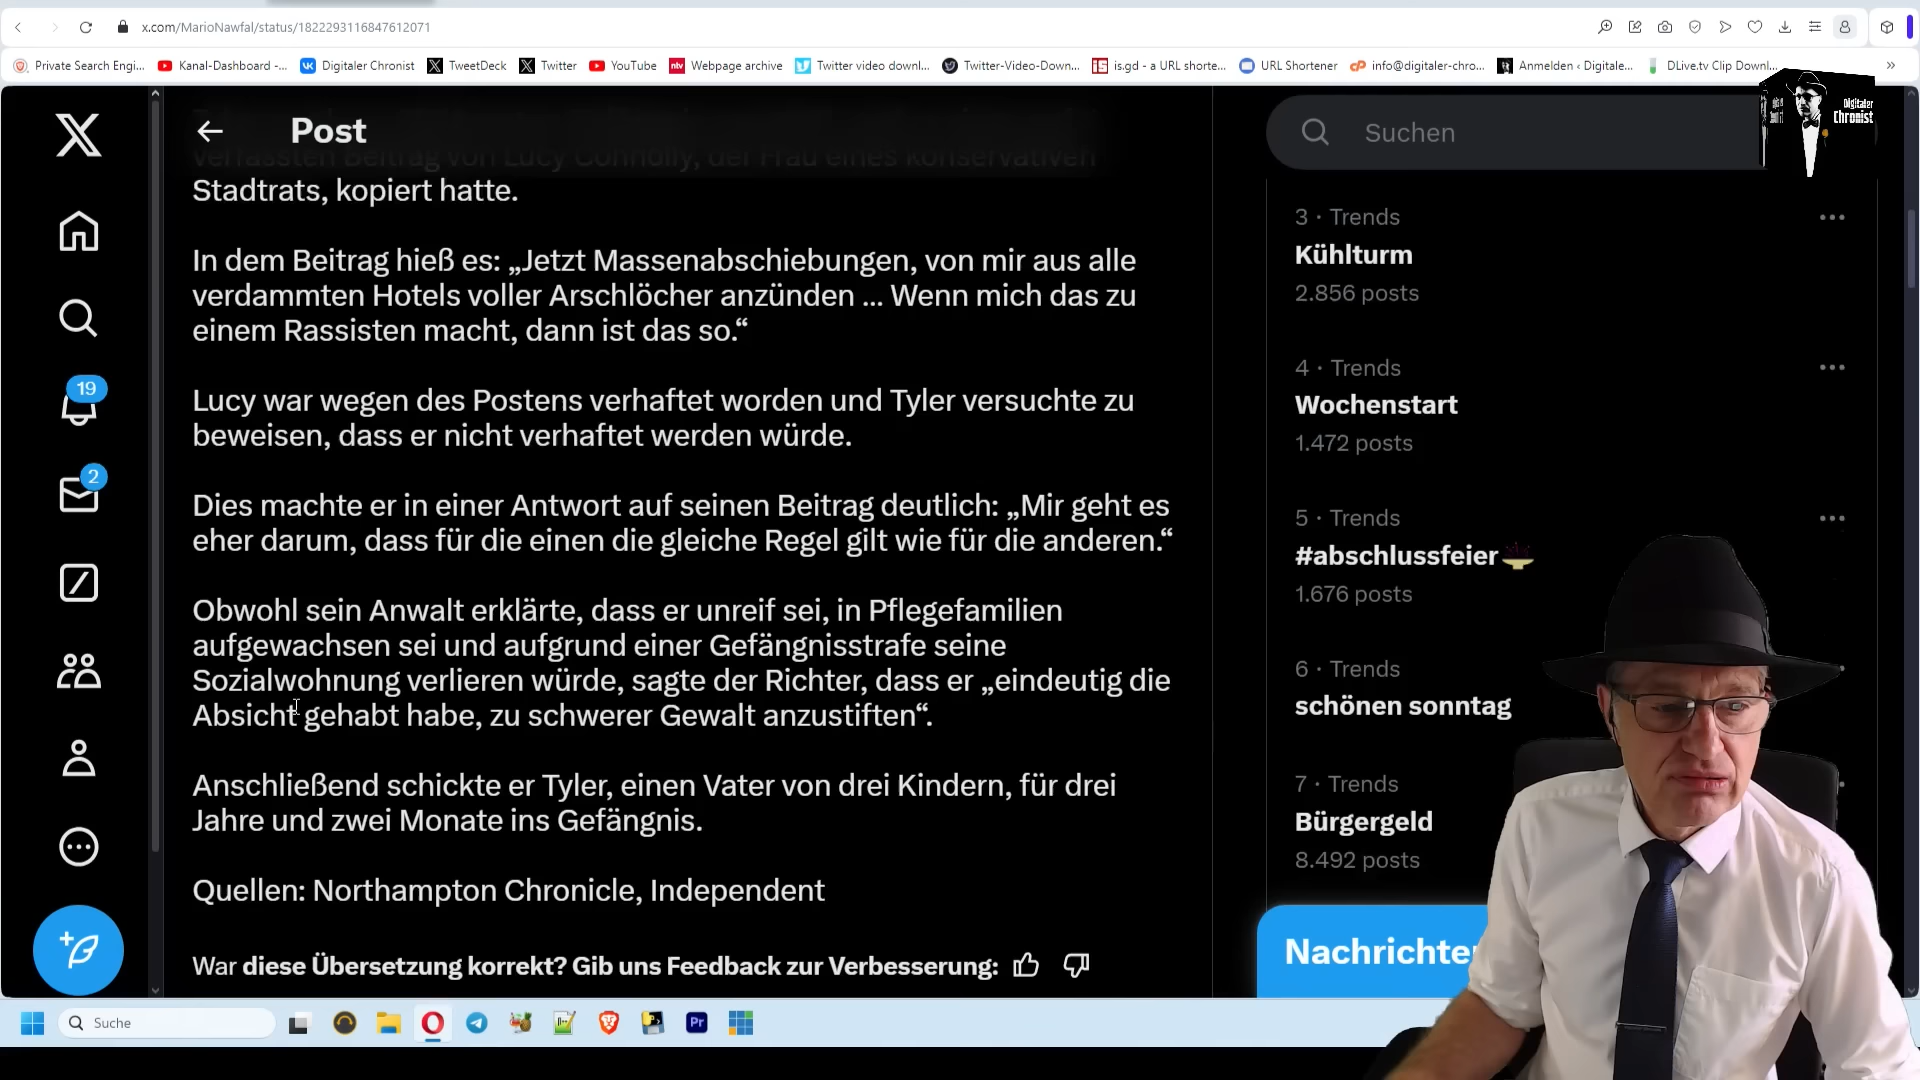 x.com/MarioNawfal/status/1822293116847612071
Private Search Engi...
Kanal-Dashboard -...
Digitaler Chronist
TweetDeck
Twitter
YouTube
ntv
Webpage archive
Twitter video downl...
Twitter-Video-Down...
is.gd - a URL shorte...
URL Shortener
info@digitaler-chro...
Anmelden ‹ Digitale...
DLive.tv Clip Downl...
»
Digitaler
Chronist
Post
Suchen
verfassten Beitrag von Lucy Connolly, der Frau eines konservativen
Stadtrats, kopiert hatte.
In dem Beitrag hieß es: „Jetzt Massenabschiebungen, von mir aus alle
verdammten Hotels voller Arschlöcher anzünden ... Wenn mich das zu
einem Rassisten macht, dann ist das so.“
Lucy war wegen des Postens verhaftet worden und Tyler versuchte zu
beweisen, dass er nicht verhaftet werden würde.
Dies machte er in einer Antwort auf seinen Beitrag deutlich: „Mir geht es
eher darum, dass für die einen die gleiche Regel gilt wie für die anderen.“
Obwohl sein Anwalt erklärte, dass er unreif sei, in Pflegefamilien
aufgewachsen sei und aufgrund einer Gefängnisstrafe seine
Sozialwohnung verlieren würde, sagte der Richter, dass er „eindeutig die
Absicht gehabt habe, zu schwerer Gewalt anzustiften“.
Anschließend schickte er Tyler, einen Vater von drei Kindern, für drei
Jahre und zwei Monate ins Gefängnis.
Quellen: Northampton Chronicle, Independent
War diese Übersetzung korrekt? Gib uns Feedback zur Verbesserung:
19
2
3 · Trends
Kühlturm
2.856 posts
4 · Trends
Wochenstart
1.472 posts
5 · Trends
#abschlussfeier
1.676 posts
6 · Trends
schönen sonntag
7 · Trends
Bürgergeld
8.492 posts
Suche
Pr